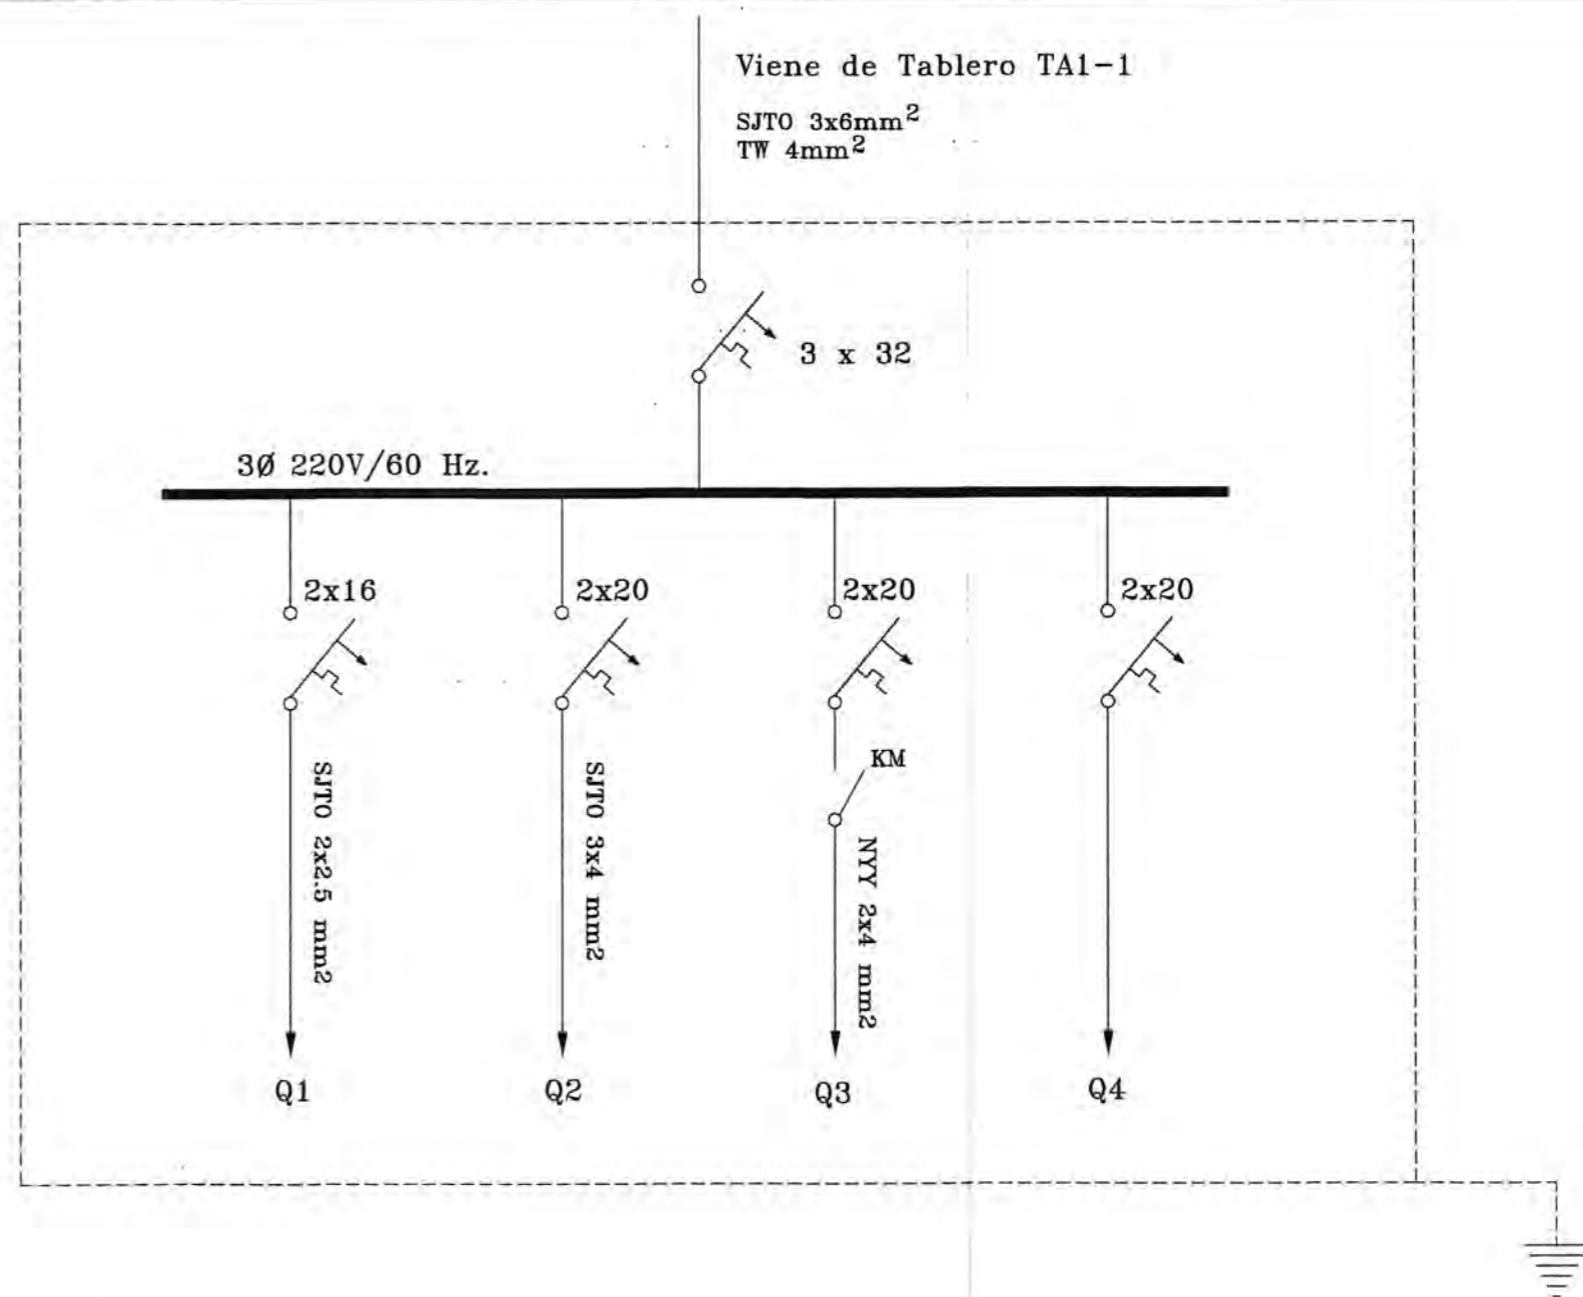 Viene de Tablero TA1-1
SJTO 3x6mm²
TW 4mm²
3 x 32
3Ø 220V/60 Hz.
2x16
2x20
2x20
2x20
KM
SJTO 2x2.5 mm2
SJTO 3x4 mm2
NYY 2x4 mm2
Q1
Q2
Q3
Q4